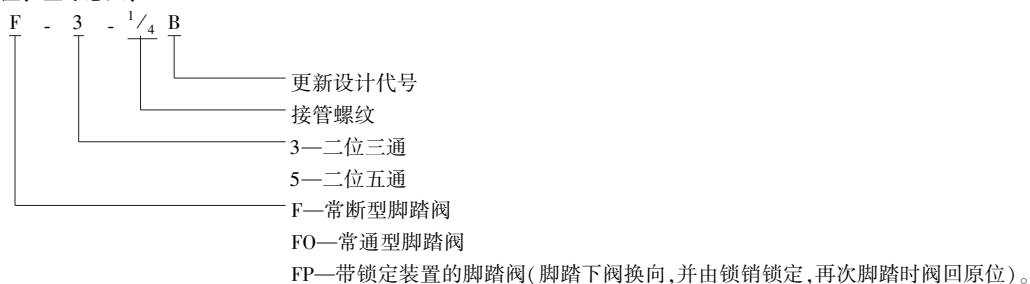 F - 3 - 1/4 B
更新设计代号
接管螺纹
3—二位三通
5—二位五通
F—常断型脚踏阀
FO—常通型脚踏阀
FP—带锁定装置的脚踏阀(脚踏下阀换向,并由锁销锁定,再次脚踏时阀回原位)。